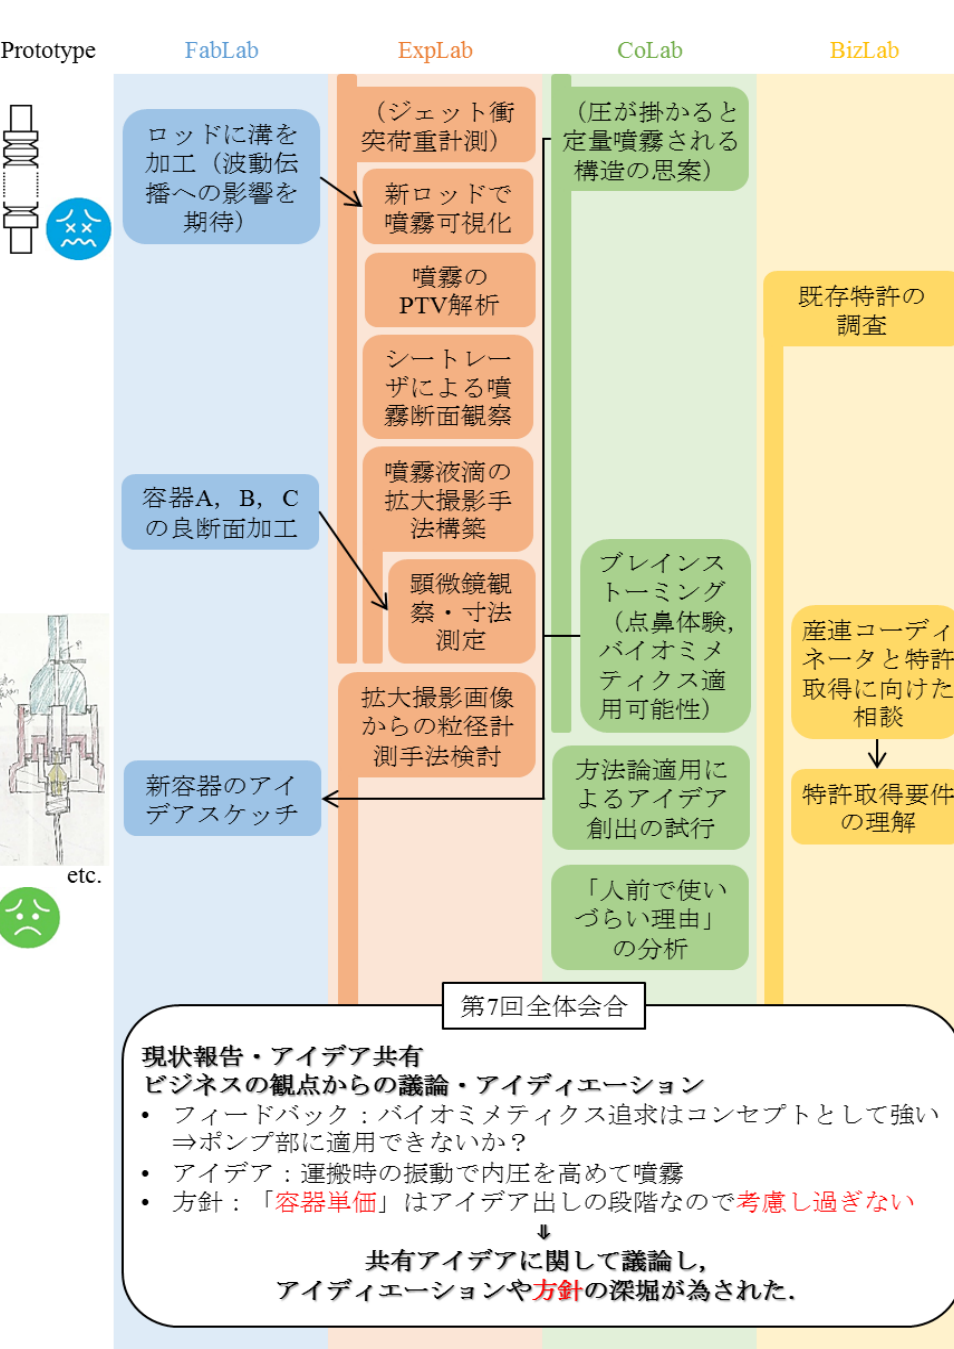 Prototype
FabLab
ExpLab
CoLab
BizLab
ロッドに溝を
加工（波動伝
播への影響を
期待）
容器A，B，C
の良断面加工
新容器のアイ
デアスケッチ
（ジェット衝
突荷重計測）
新ロッドで
噴霧可視化
噴霧の
PTV解析
シートレー
ザによる噴
霧断面観察
噴霧液滴の
拡大撮影手
法構築
顕微鏡観
察・寸法
測定
拡大撮影画像
からの粒径計
測手法検討
（圧が掛かると
定量噴霧される
構造の思案）
ブレインス
トーミング
（点鼻体験,
バイオミメ
ティクス適
用可能性）
方法論適用に
よるアイデア
創出の試行
「人前で使い
づらい理由」
の分析
既存特許の
調査
産連コーディ
ネータと特許
取得に向けた
相談
特許取得要件
の理解
etc.
第7回全体会合
現状報告・アイデア共有
ビジネスの観点からの議論・アイディエーション
• フィードバック：バイオミメティクス追求はコンセプトとして強い
⇒ポンプ部に適用できないか？
• アイデア：運搬時の振動で内圧を高めて噴霧
• 方針：「容器単価」はアイデア出しの段階なので考慮し過ぎない
⇓
共有アイデアに関して議論し，
アイディエーションや方針の深堀が為された．